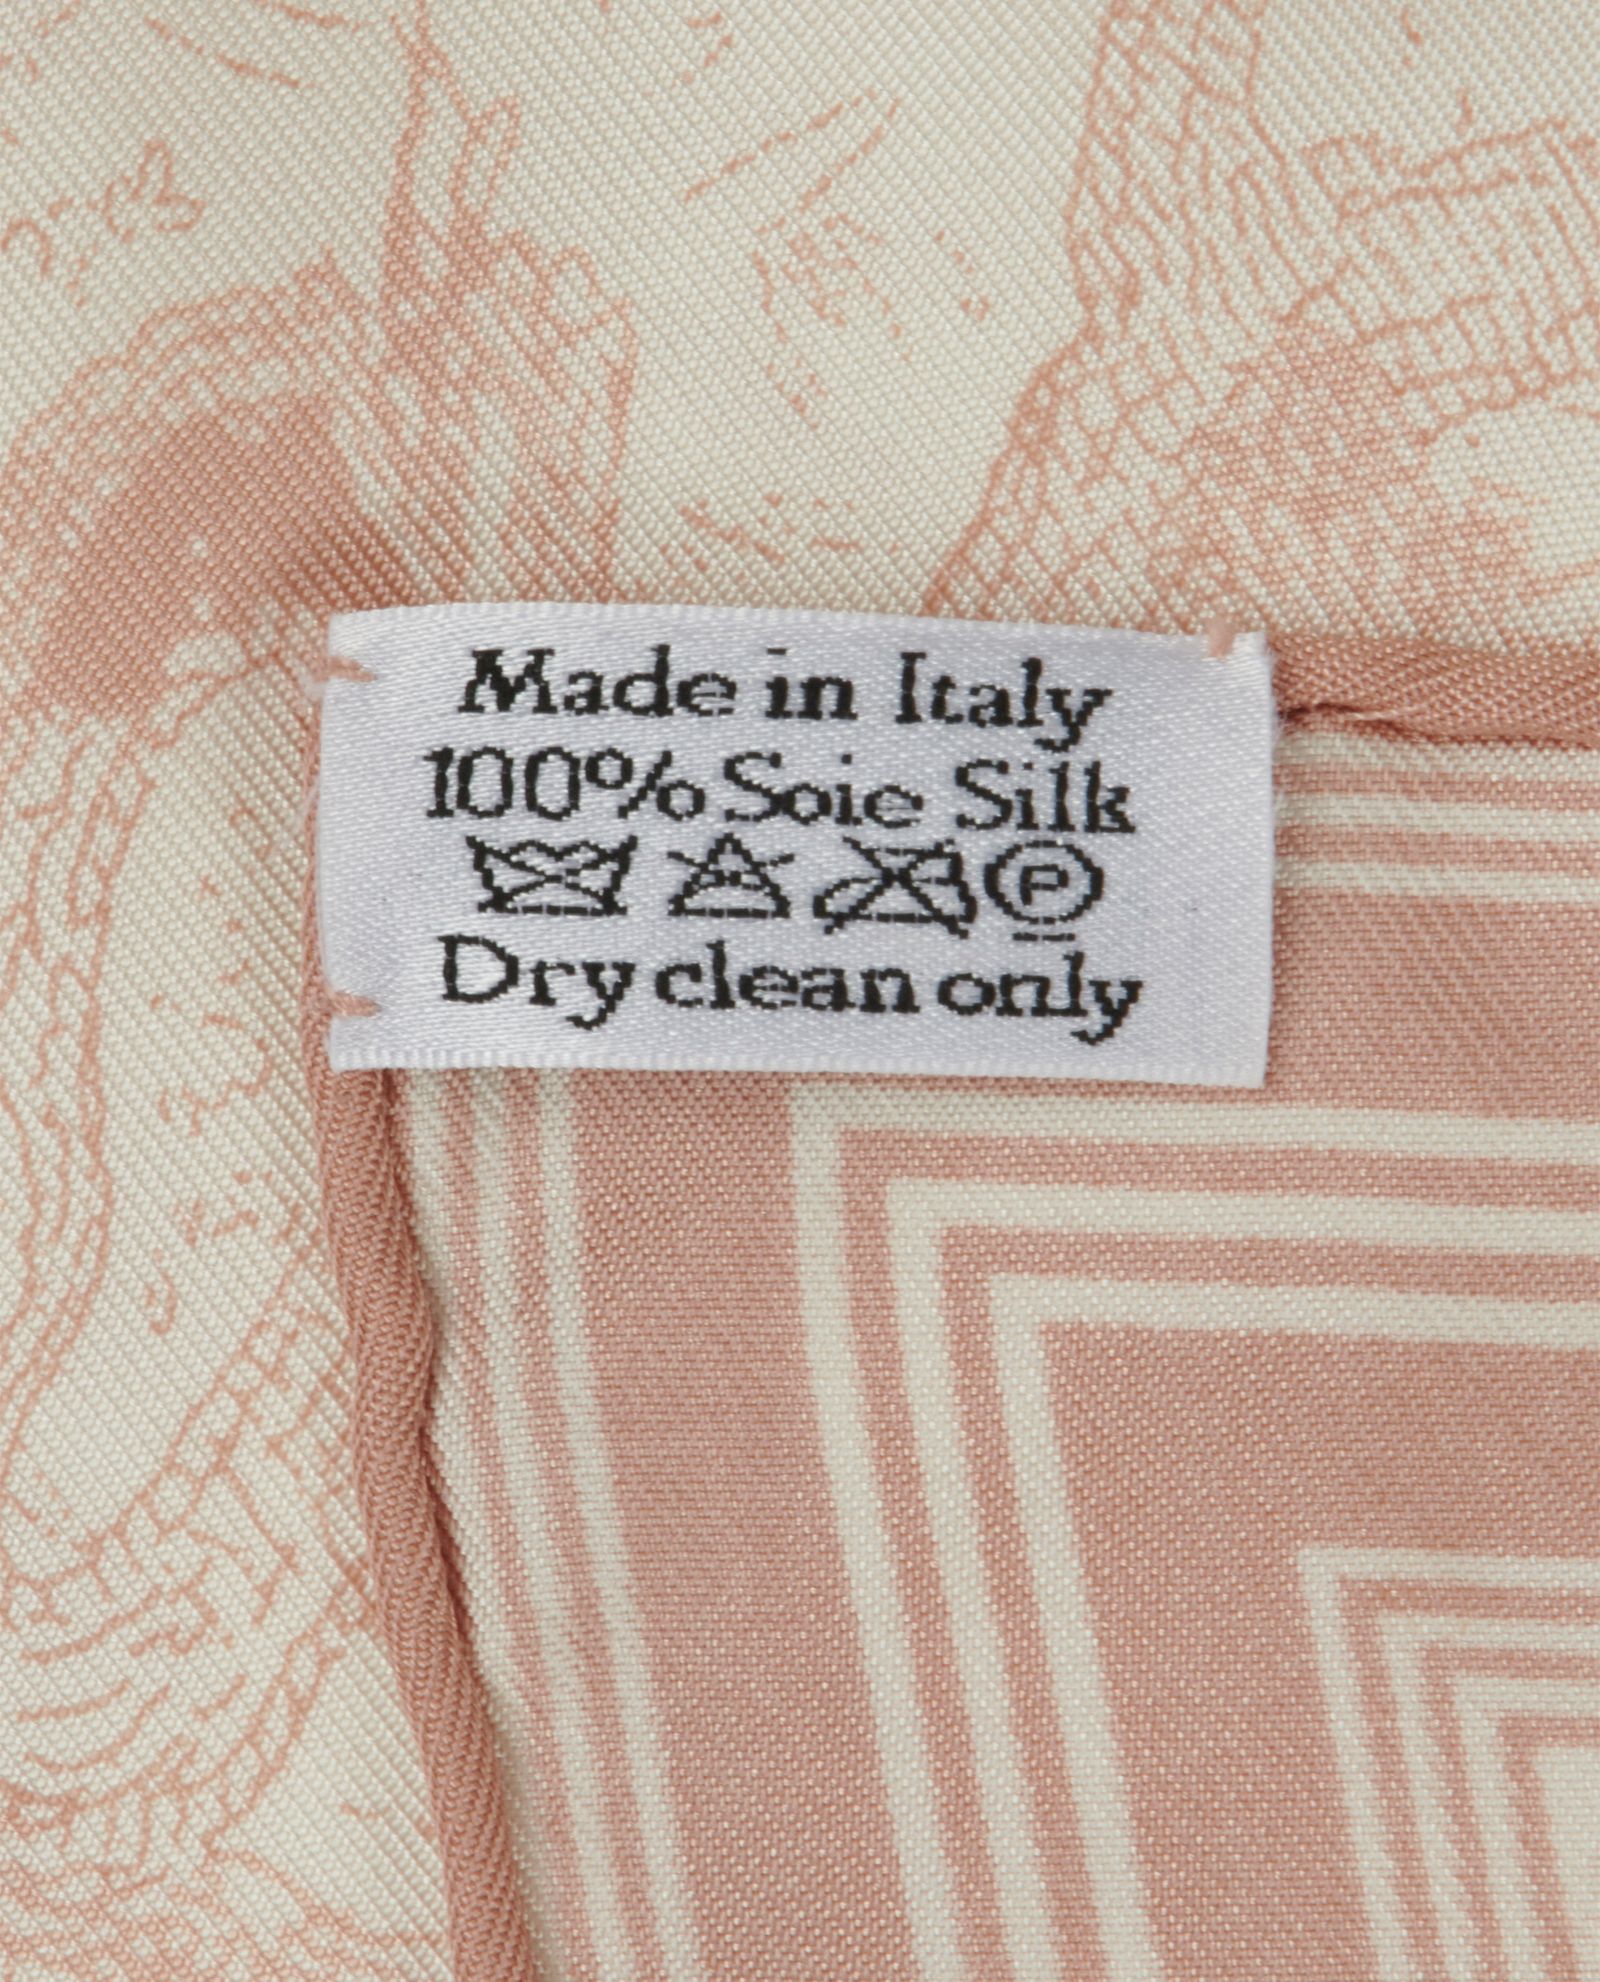 Made in Italy
100% Soie Silk
P
Dry clean only